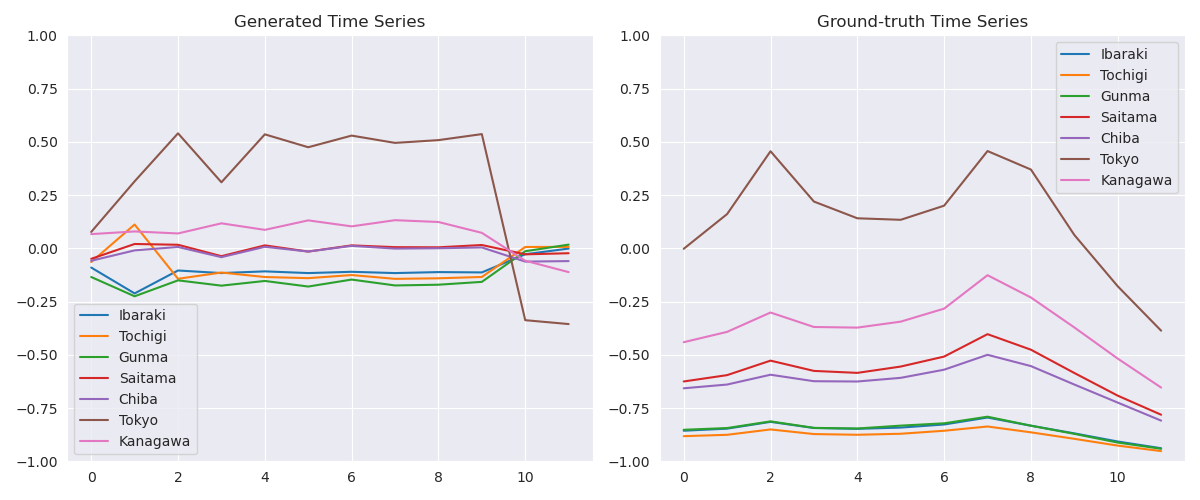 Generated Time Series
1.00
0.75
0.50
0.25
0.00
−0.25
−0.50
−0.75
−1.00
0 2 4 6 8 10
Ibaraki
Tochigi
Gunma
Saitama
Chiba
Tokyo
Kanagawa
Ground-truth Time Series
1.00
0.75
0.50
0.25
0.00
−0.25
−0.50
−0.75
−1.00
0 2 4 6 8 10
Ibaraki
Tochigi
Gunma
Saitama
Chiba
Tokyo
Kanagawa